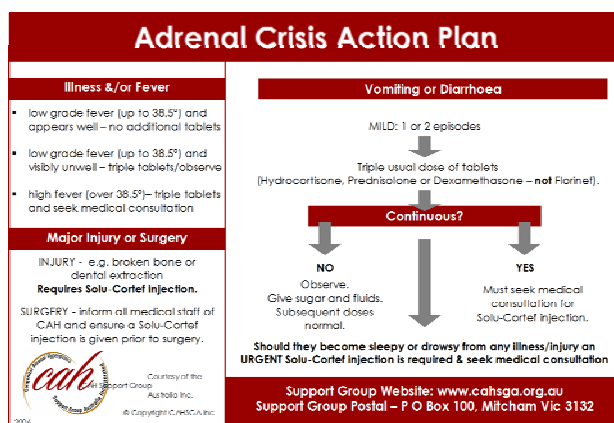 Adrenal Crisis Action Plan
Illness &/or Fever
▪ low grade fever (up to 38.5°) and
appears well – no additional tablets
▪ low grade fever (up to 38.5°) and
visibly unwell – triple tablets/observe
▪ high fever (over 38.5°)– triple tablets
and seek medical consultation
Major Injury or Surgery
INJURY - e.g. broken bone or
dental extraction
Requires Solu-Cortef injection.
SURGERY - inform all medical staff of
CAH and ensure a Solu-Cortef
injection is given prior to surgery.
cah
Courtesy of the
CAH Support Group
Australia Inc.
© Copyright CAHSGA Inc.
2004
Vomiting or Diarrhoea
MILD: 1 or 2 episodes
Triple usual dose of tablets
(Hydrocortisone, Prednisolone or Dexamethasone – not Florinef).
Continuous?
NO
Observe.
Give sugar and fluids.
Subsequent doses
normal.
YES
Must seek medical
consultation for
Solu-Cortef injection.
Should they become sleepy or drowsy from any illness/injury an
URGENT Solu-Cortef injection is required & seek medical consultation
Support Group Website: www.cahsga.org.au
Support Group Postal – P O Box 100, Mitcham Vic 3132